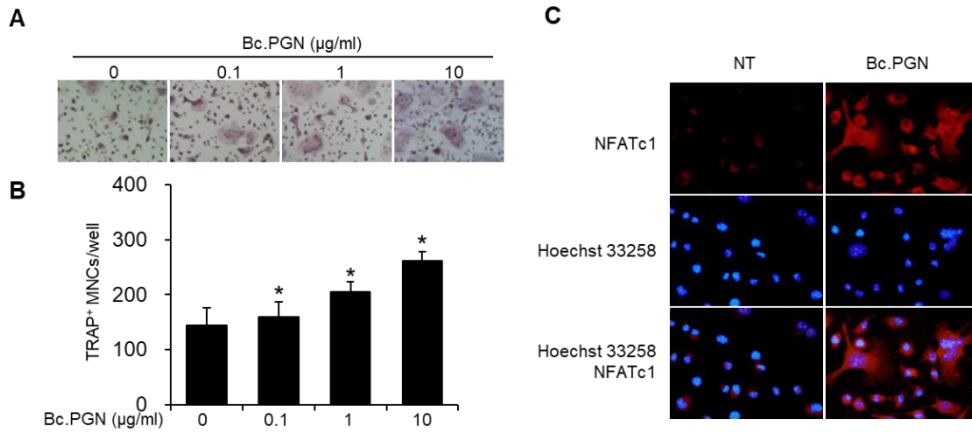 A
Bc.PGN (µg/ml)
0 0.1 1 10
B
TRAP⁺ MNCs/well
400
300
200
100
0
* * *
Bc.PGN (µg/ml) 0 0.1 1 10
C
NT Bc.PGN
NFATc1
Hoechst 33258
Hoechst 33258
NFATc1